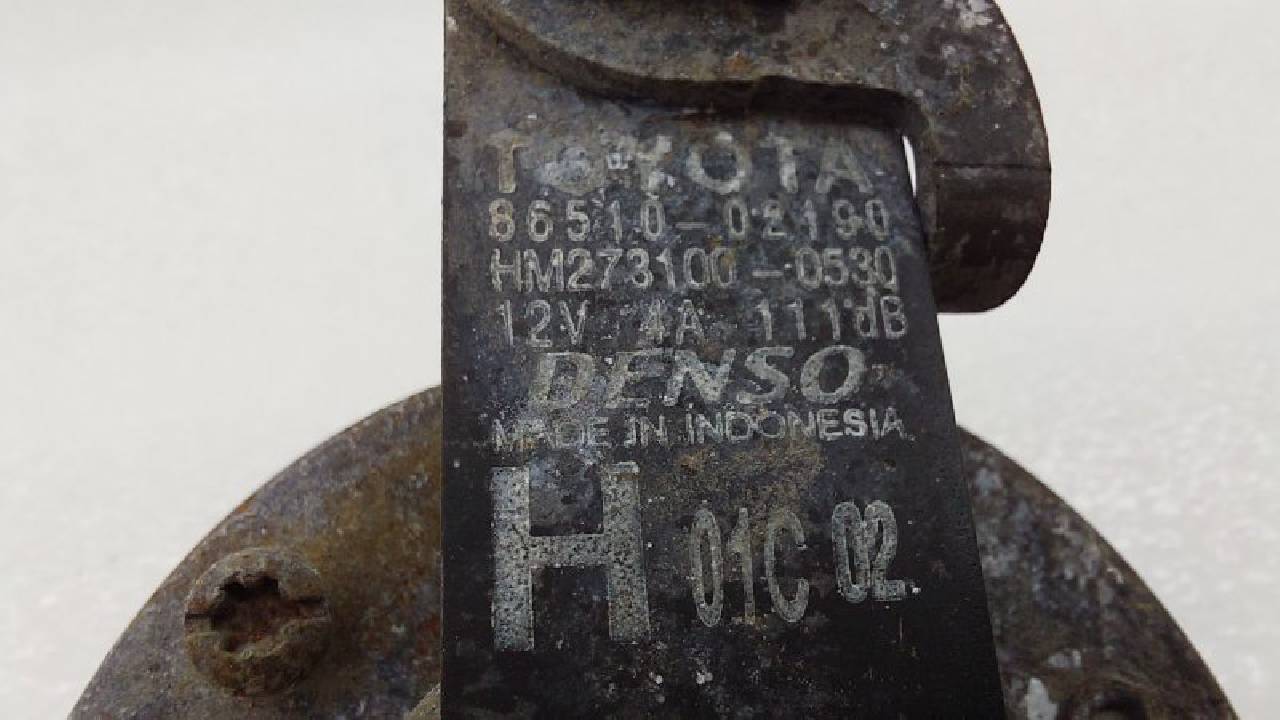 TOYOTA
86510-02190
HM273100-0530
12V 4A 111dB
DENSO
MADE IN INDONESIA
H 01C 02